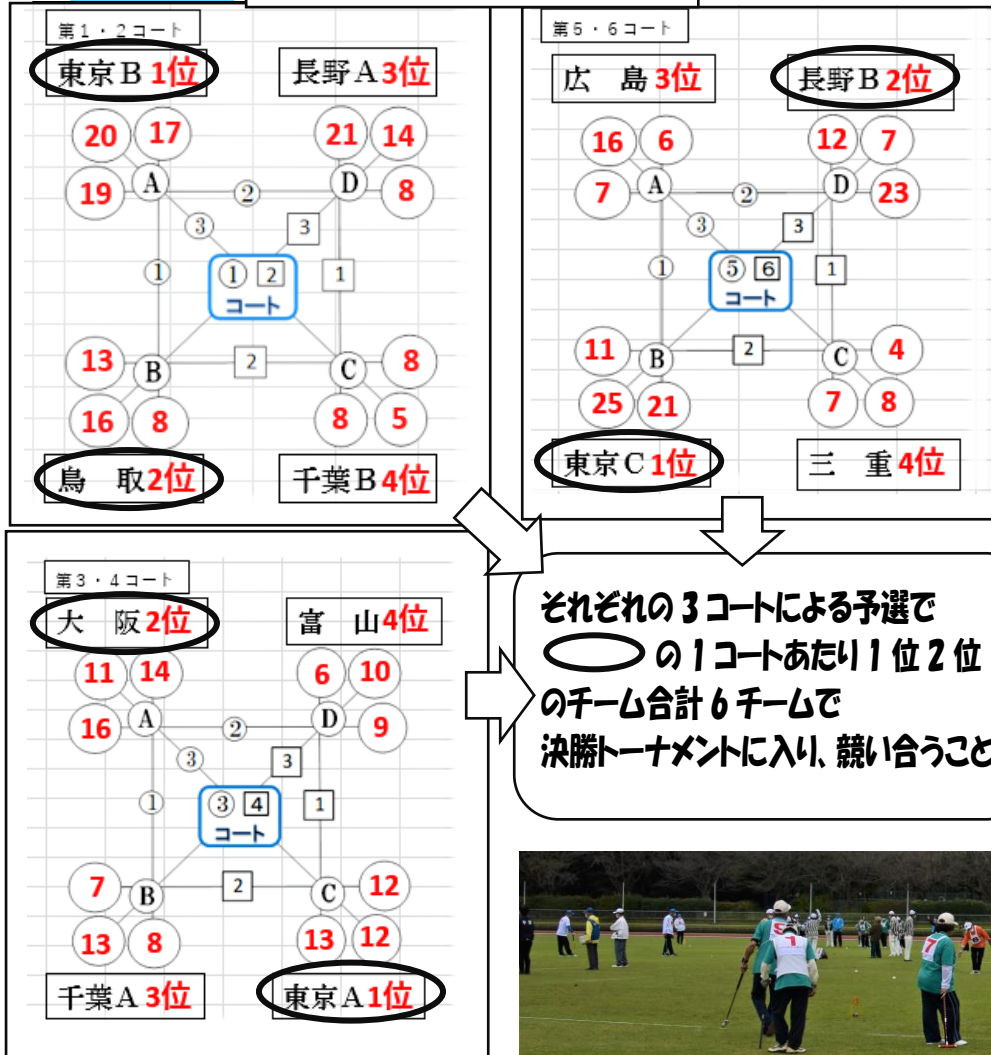 第1・2コート
東京B 1位
長野A 3位
20 17
21 14
19 A ② D 8
③ 3
① ① 2 1
コート
13 B 2 C 8
16 8
8 5
鳥 取 2位
千葉B 4位
第5・6コート
広 島 3位
長野B 2位
16 6
12 7
7 A ② D 23
③ 3
① ⑤ 6 1
コート
11 B 2 C 4
25 21
7 8
東京C 1位
三 重 4位
第3・4コート
大 阪 2位
富 山 4位
11 14
6 10
16 A ② D 9
③ 3
① ③ 4 1
コート
7 B 2 C 12
13 8
13 12
千葉A 3位
東京A 1位
それぞれの3コートによる予選で
の1コートあたり1位2位
のチーム合計6チームで
決勝トーナメントに入り、競い合うこと
1
7